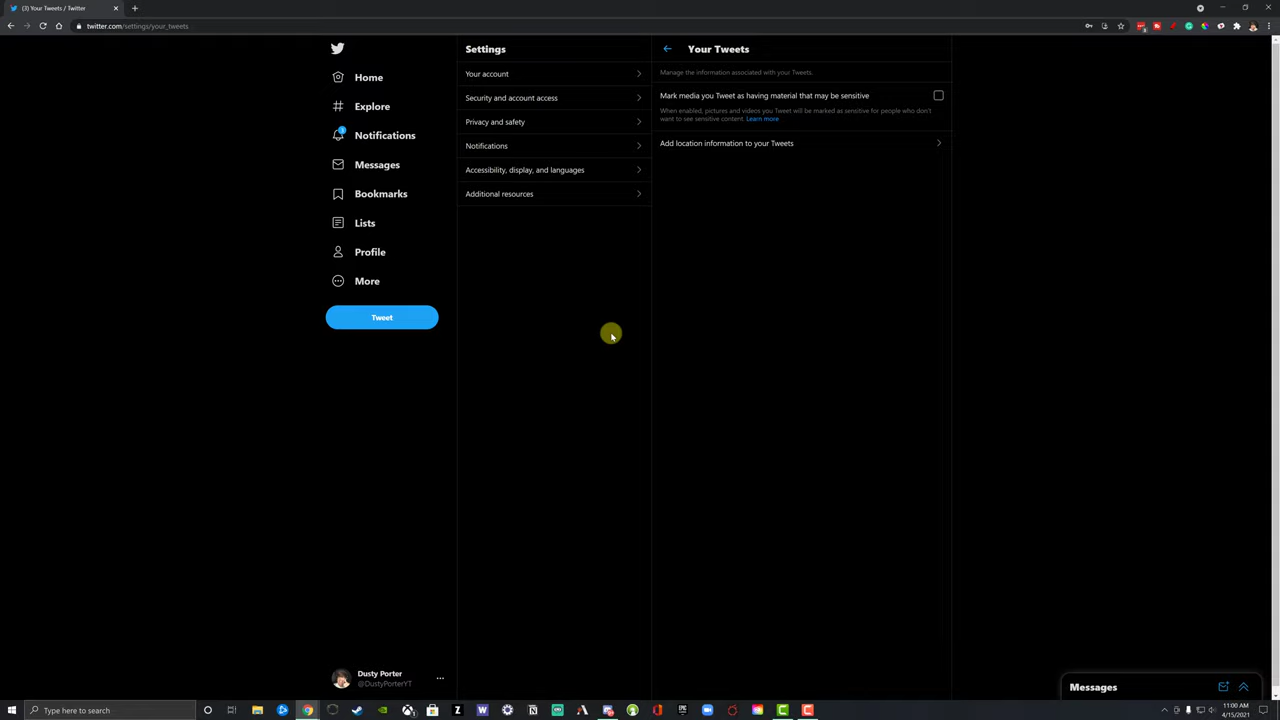 (3) Your Tweets / Twitter
twitter.com/settings/your_tweets
Home
Explore
Notifications
Messages
Bookmarks
Lists
Profile
More
Tweet
Dusty Porter
@DustyPorterYT
Settings
Your account
Security and account access
Privacy and safety
Notifications
Accessibility, display, and languages
Additional resources
Your Tweets
Manage the information associated with your Tweets.
Mark media you Tweet as having material that may be sensitive
When enabled, pictures and videos you Tweet will be marked as sensitive for people who don't
want to see sensitive content. Learn more
Add location information to your Tweets
Messages
Type here to search
11:00 AM
4/15/2021